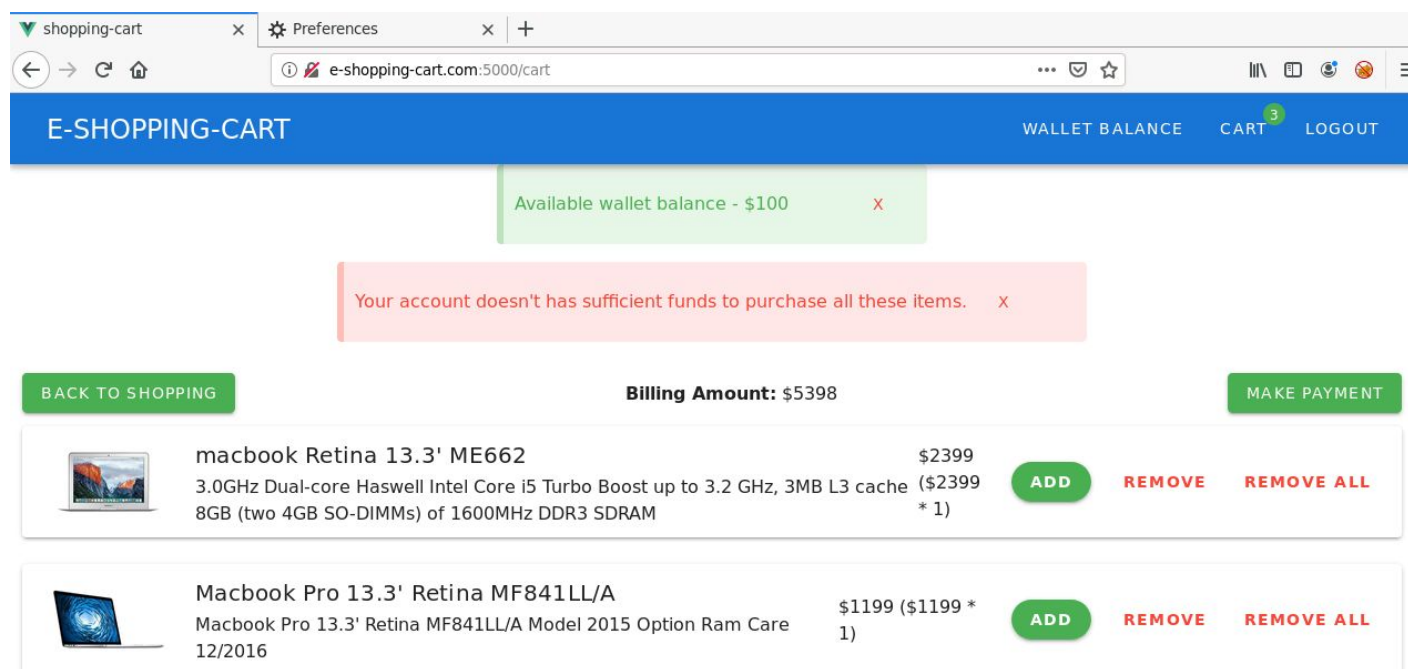 shopping-cart
Preferences
e-shopping-cart.com:5000/cart
E-SHOPPING-CART
WALLET BALANCE
CART
3
LOGOUT
Available wallet balance - $100
X
Your account doesn't has sufficient funds to purchase all these items.
X
BACK TO SHOPPING
Billing Amount: $5398
MAKE PAYMENT
macbook Retina 13.3' ME662
3.0GHz Dual-core Haswell Intel Core i5 Turbo Boost up to 3.2 GHz, 3MB L3 cache
8GB (two 4GB SO-DIMMs) of 1600MHz DDR3 SDRAM
$2399
($2399
* 1)
ADD
REMOVE
REMOVE ALL
Macbook Pro 13.3' Retina MF841LL/A
Macbook Pro 13.3' Retina MF841LL/A Model 2015 Option Ram Care
12/2016
$1199 ($1199 *
1)
ADD
REMOVE
REMOVE ALL